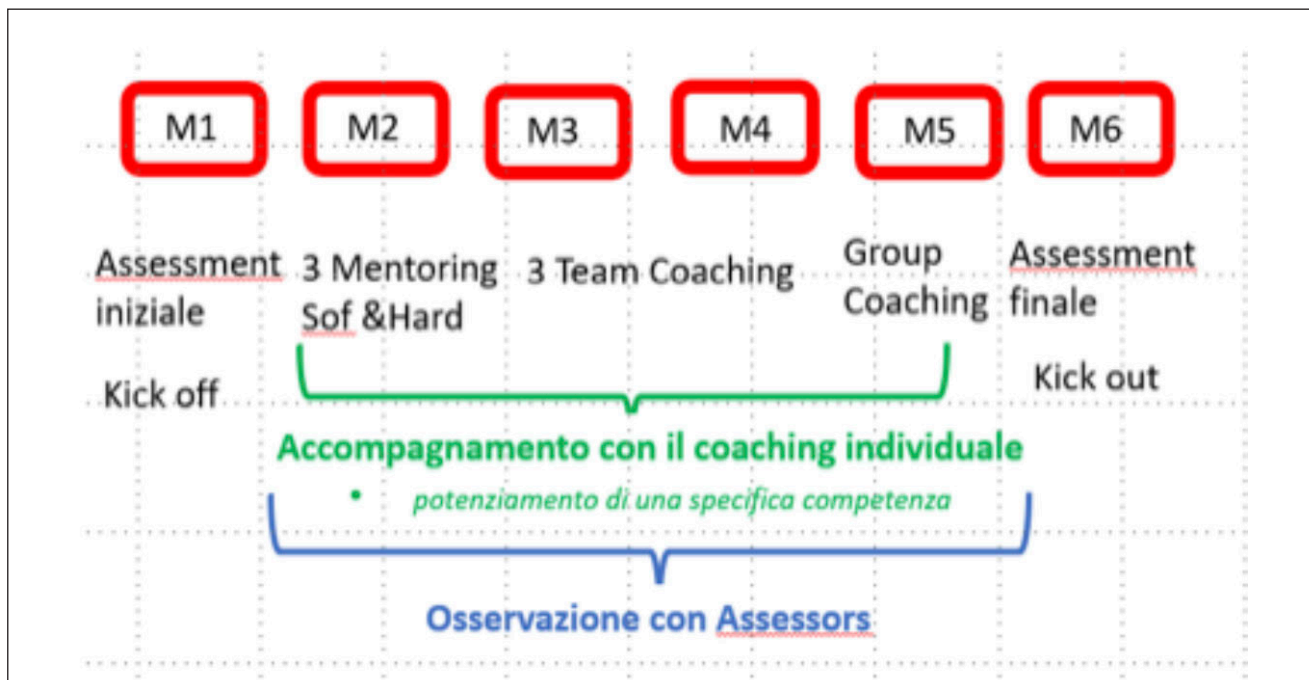 M1 M2 M3 M4 M5 M6
Assessment
iniziale
3 Mentoring
Sof &Hard
3 Team Coaching
Group
Coaching
Assessment
finale
Kick off
Kick out
Accompagnamento con il coaching individuale
• potenziamento di una specifica competenza
Osservazione con Assessors